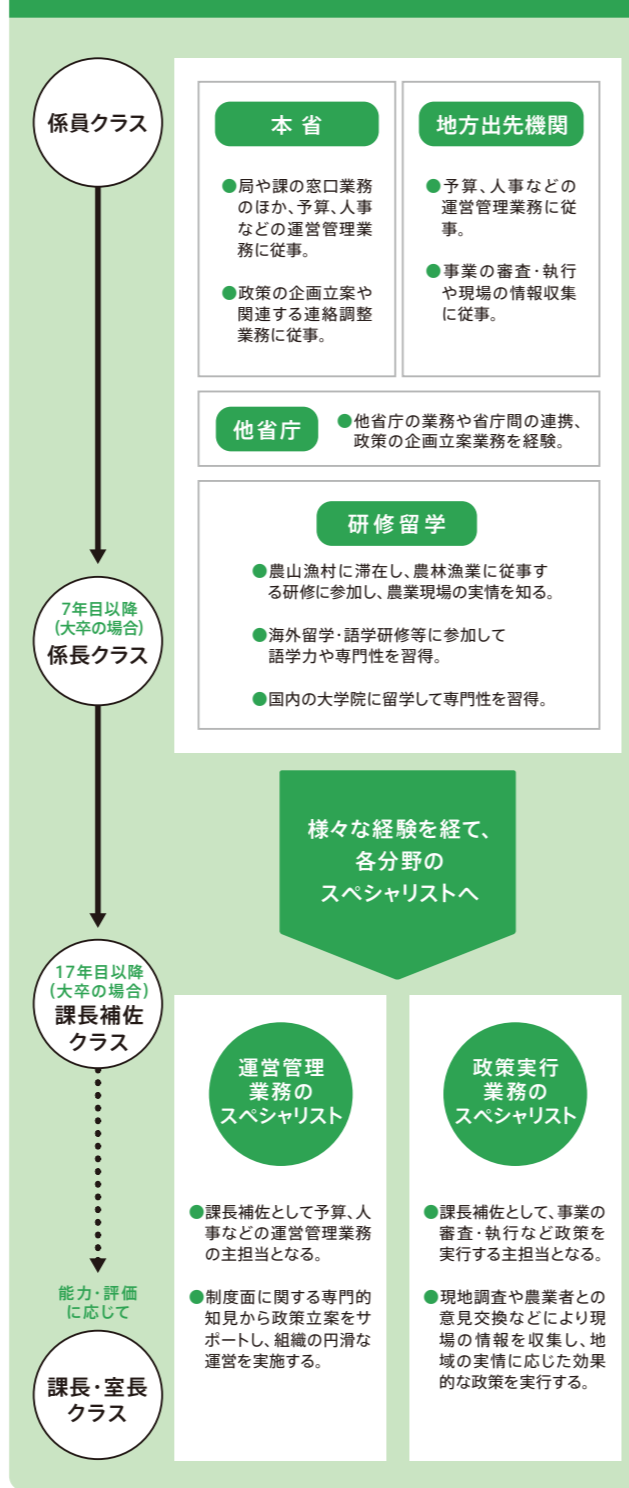 係員クラス
本省
●局や課の窓口業務
のほか、予算、人事
などの運営管理業
務に従事。
●政策の企画立案や
関連する連絡調整
業務に従事。
地方出先機関
●予算、人事などの
運営管理業務に従
事。
●事業の審査・執行
や現場の情報収集
に従事。
他省庁
●他省庁の業務や省庁間の連携、
政策の企画立案業務を経験。
研修留学
●農山漁村に滞在し、農林漁業に従事す
る研修に参加し、農業現場の実情を知る。
●海外留学・語学研修等に参加して
語学力や専門性を習得。
●国内の大学院に留学して専門性を習得。
7年目以降
(大卒の場合)
係長クラス
様々な経験を経て、
各分野の
スペシャリストへ
17年目以降
(大卒の場合)
課長補佐
クラス
運営管理
業務の
スペシャリスト
●課長補佐として予算、人
事などの運営管理業務
の主担当となる。
●制度面に関する専門的
知見から政策立案をサ
ポートし、組織の円滑な
運営を実施する。
政策実行
業務の
スペシャリスト
●課長補佐として、事業の
審査・執行など政策を
実行する主担当となる。
●現地調査や農業者との
意見交換などにより現
場の情報を収集し、地
域の実情に応じた効果
的な政策を実行する。
能力・評価
に応じて
課長・室長
クラス